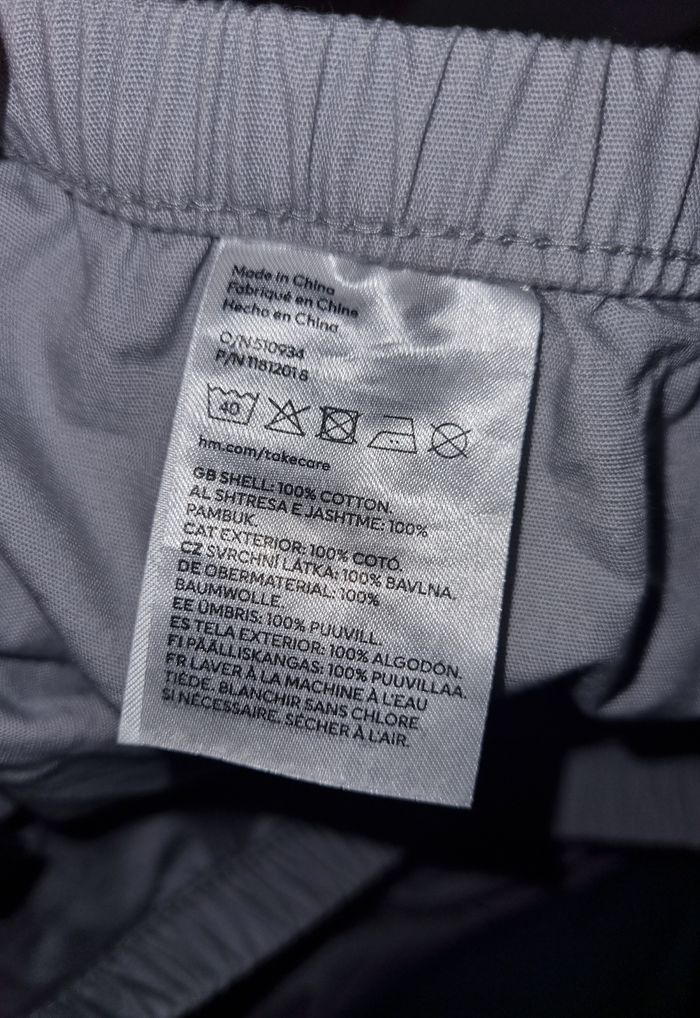 Made in China
Fabriqué en Chine
Hecho en China
O/N 510934
P/N 1181201 8
40
hm.com/takecare
GB SHELL: 100% COTTON.
AL SHTRESA E JASHTME: 100%
PAMBUK.
CAT EXTERIOR: 100% COTÓ.
CZ SVRCHNÍ LÁTKA: 100% BAVLNA.
DE OBERMATERIAL: 100%
BAUMWOLLE.
EE ÜMBRIS: 100% PUUVILL.
ES TELA EXTERIOR: 100% ALGODÓN.
FI PÄÄLLISKANGAS: 100% PUUVILLAA.
FR LAVER À LA MACHINE À L'EAU
TIÈDE. BLANCHIR SANS CHLORE
SI NÉCESSAIRE. SÉCHER À L'AIR.